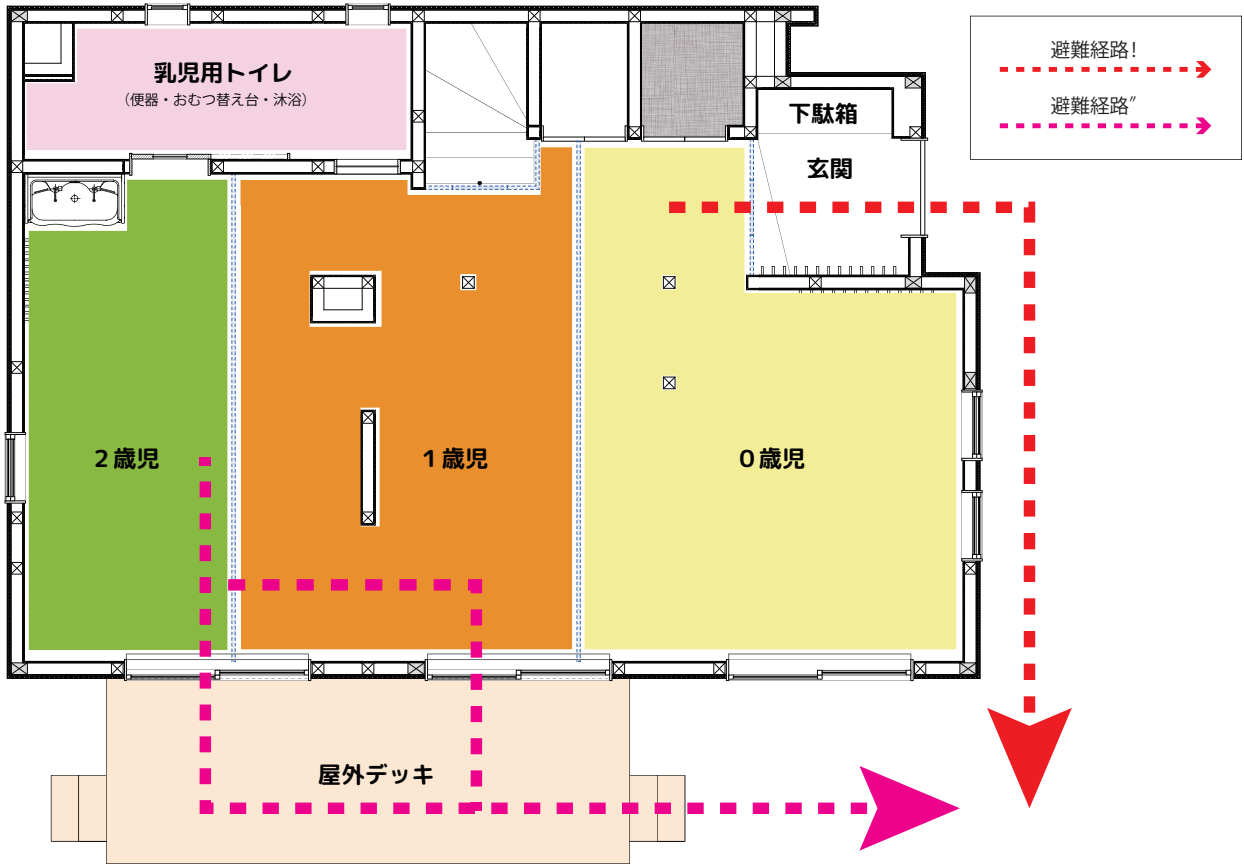 乳児用トイレ
（便器・おむつ替え台・沐浴）
下駄箱
玄関
避難経路!
避難経路″
２歳児
１歳児
０歳児
屋外デッキ